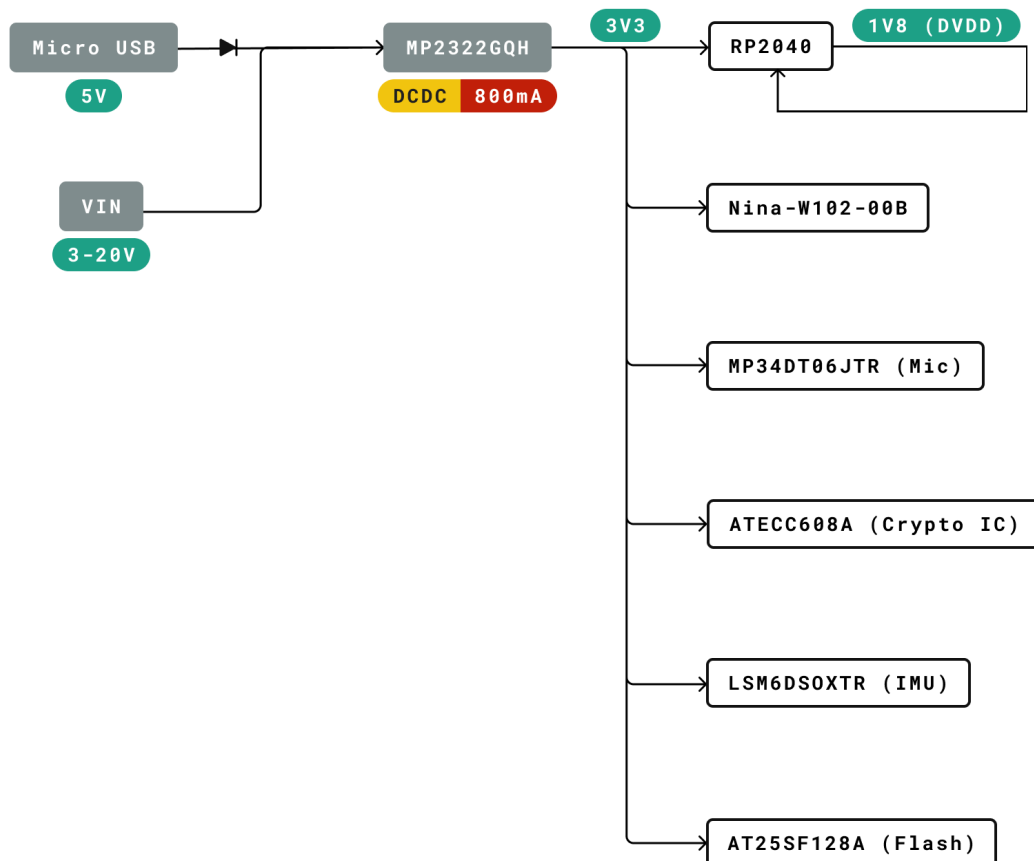 Micro USB
5V
VIN
3-20V
MP2322GQH
DCDC 800mA
3V3
RP2040
1V8 (DVDD)
Nina-W102-00B
MP34DT06JTR (Mic)
ATECC608A (Crypto IC)
LSM6DSOXTR (IMU)
AT25SF128A (Flash)